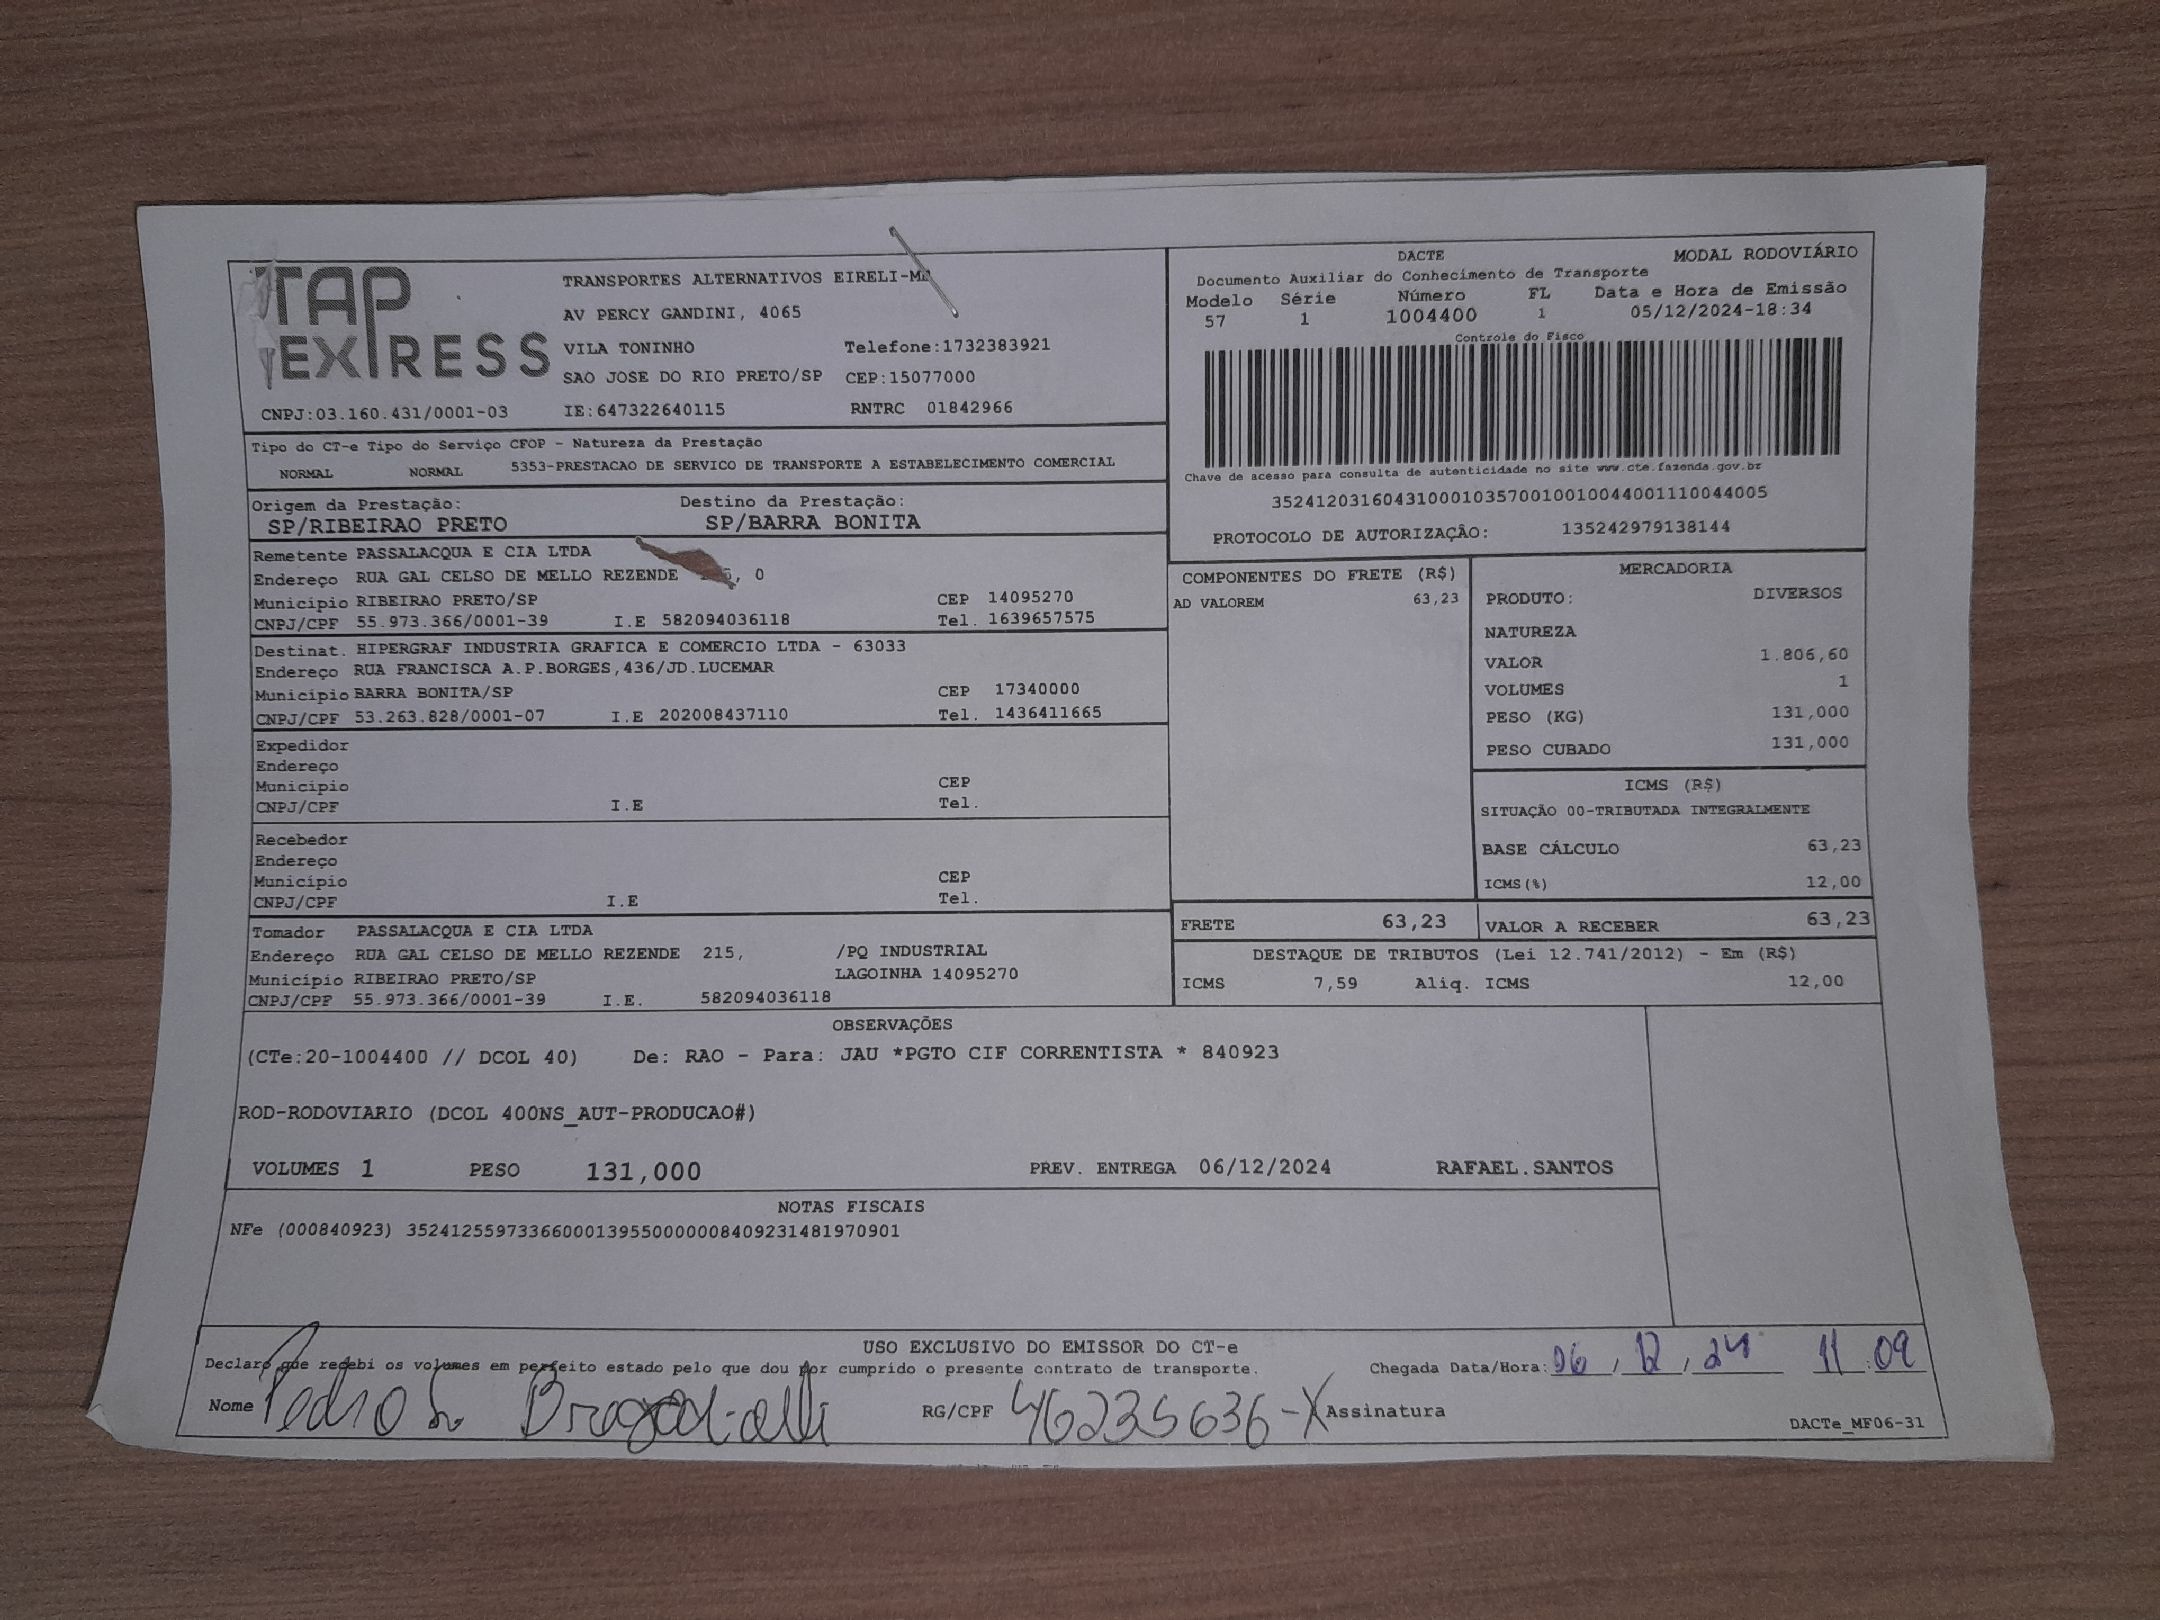 TAP
EXPRESS
TRANSPORTES ALTERNATIVOS EIRELI-ME
AV PERCY GANDINI, 4065
VILA TONINHO Telefone:1732383921
SAO JOSE DO RIO PRETO/SP CEP:15077000
CNPJ:03.160.431/0001-03 IE:647322640115 RNTRC 01842966
DACTE MODAL RODOVIÁRIO
Documento Auxiliar do Conhecimento de Transporte
Modelo Série Número FL Data e Hora de Emissão
57 1 1004400 1 05/12/2024-18:34
Controle do Fisco
Chave de acesso para consulta de autenticidade no site www.cte.fazenda.gov.br
35241203160431000103570010010044001110044005
PROTOCOLO DE AUTORIZAÇÃO: 135242979138144
Tipo do CT-e Tipo do Serviço CFOP - Natureza da Prestação
NORMAL NORMAL 5353-PRESTACAO DE SERVICO DE TRANSPORTE A ESTABELECIMENTO COMERCIAL
Origem da Prestação: Destino da Prestação:
SP/RIBEIRAO PRETO SP/BARRA BONITA
Remetente PASSALACQUA E CIA LTDA
Endereço RUA GAL CELSO DE MELLO REZENDE , 0
Município RIBEIRAO PRETO/SP CEP 14095270
CNPJ/CPF 55.973.366/0001-39 I.E 582094036118 Tel. 1639657575
Destinat. HIPERGRAF INDUSTRIA GRAFICA E COMERCIO LTDA - 63033
Endereço RUA FRANCISCA A.P.BORGES,436/JD.LUCEMAR
Município BARRA BONITA/SP CEP 17340000
CNPJ/CPF 53.263.828/0001-07 I.E 202008437110 Tel. 1436411665
Expedidor
Endereço
Município CEP
CNPJ/CPF I.E Tel.
Recebedor
Endereço
Município CEP
CNPJ/CPF I.E Tel.
Tomador PASSALACQUA E CIA LTDA
Endereço RUA GAL CELSO DE MELLO REZENDE 215, /PQ INDUSTRIAL
Município RIBEIRAO PRETO/SP LAGOINHA 14095270
CNPJ/CPF 55.973.366/0001-39 I.E. 582094036118
COMPONENTES DO FRETE (R$)
AD VALOREM 63,23
MERCADORIA
PRODUTO: DIVERSOS
NATUREZA
VALOR 1.806,60
VOLUMES 1
PESO (KG) 131,000
PESO CUBADO 131,000
ICMS (R$)
SITUAÇÃO 00-TRIBUTADA INTEGRALMENTE
BASE CÁLCULO 63,23
ICMS(%) 12,00
FRETE 63,23 VALOR A RECEBER 63,23
DESTAQUE DE TRIBUTOS (Lei 12.741/2012) - Em (R$)
ICMS 7,59 Aliq. ICMS 12,00
OBSERVAÇÕES
(CTe:20-1004400 // DCOL 40) De: RAO - Para: JAU *PGTO CIF CORRENTISTA * 840923
ROD-RODOVIARIO (DCOL 400NS_AUT-PRODUCAO#)
VOLUMES 1 PESO 131,000 PREV. ENTREGA 06/12/2024 RAFAEL.SANTOS
NOTAS FISCAIS
NFe (000840923) 35241255973366000139550000008409231481970901
USO EXCLUSIVO DO EMISSOR DO CT-e
Declaro que recebi os volumes em perfeito estado pelo que dou por cumprido o presente contrato de transporte. Chegada Data/Hora: 06 / 12 / 24 11:09
Nome Pedro RG/CPF 46235636-X Assinatura
DACTe_MF06-31